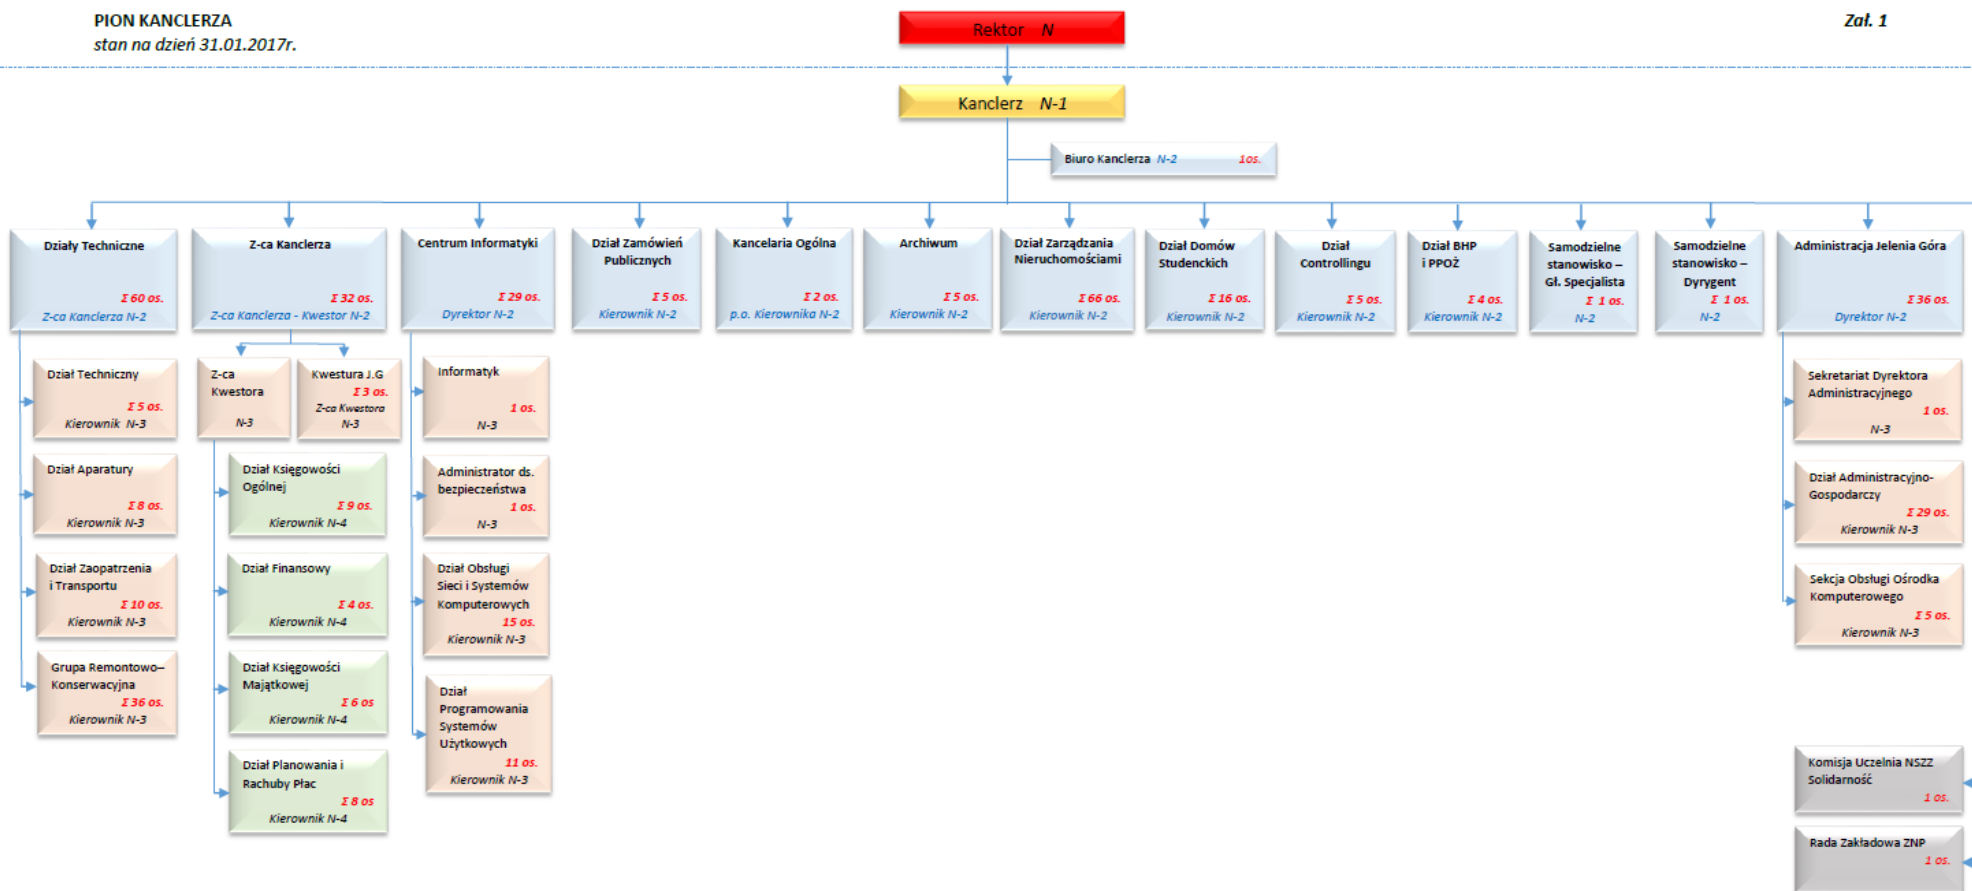 PION KANCLERZA
stan na dzień 31.01.2017r.
Zał. 1
Rektor N
Kanclerz N-1
Biuro Kanclerza N-2 1os.
Działy Techniczne
Σ 60 os.
Z-ca Kanclerza N-2
Z-ca Kanclerza
Σ 32 os.
Z-ca Kanclerza - Kwestor N-2
Centrum Informatyki
Σ 29 os.
Dyrektor N-2
Dział Zamówień
Publicznych
Σ 5 os.
Kierownik N-2
Kancelaria Ogólna
Σ 2 os.
p.o. Kierownika N-2
Archiwum
Σ 5 os.
Kierownik N-2
Dział Zarządzania
Nieruchomościami
Σ 66 os.
Kierownik N-2
Dział Domów
Studenckich
Σ 16 os.
Kierownik N-2
Dział
Controllingu
Σ 5 os.
Kierownik N-2
Dział BHP
i PPOŻ
Σ 4 os.
Kierownik N-2
Samodzielne
stanowisko –
Gł. Specjalista
Σ 1 os.
N-2
Samodzielne
stanowisko –
Dyrygent
Σ 1 os.
N-2
Administracja Jelenia Góra
Σ 36 os.
Dyrektor N-2
Dział Techniczny
Σ 5 os.
Kierownik N-3
Dział Aparatury
Σ 8 os.
Kierownik N-3
Dział Zaopatrzenia
i Transportu
Σ 10 os.
Kierownik N-3
Grupa Remontowo–
Konserwacyjna
Σ 36 os.
Kierownik N-3
Z-ca
Kwestora
N-3
Kwestura J.G
Σ 3 os.
Z-ca Kwestora
N-3
Dział Księgowości
Ogólnej
Σ 9 os.
Kierownik N-4
Dział Finansowy
Σ 4 os.
Kierownik N-4
Dział Księgowości
Majątkowej
Σ 6 os
Kierownik N-4
Dział Planowania i
Rachuby Płac
Σ 8 os
Kierownik N-4
Informatyk
1 os.
N-3
Administrator ds.
bezpieczeństwa
1 os.
N-3
Dział Obsługi
Sieci i Systemów
Komputerowych
15 os.
Kierownik N-3
Dział
Programowania
Systemów
Użytkowych
11 os.
Kierownik N-3
Sekretariat Dyrektora
Administracyjnego
1 os.
N-3
Dział Administracyjno-
Gospodarczy
Σ 29 os.
Kierownik N-3
Sekcja Obsługi Ośrodka
Komputerowego
Σ 5 os.
Kierownik N-3
Komisja Uczelnia NSZZ
Solidarność
1 os.
Rada Zakładowa ZNP
1 os.